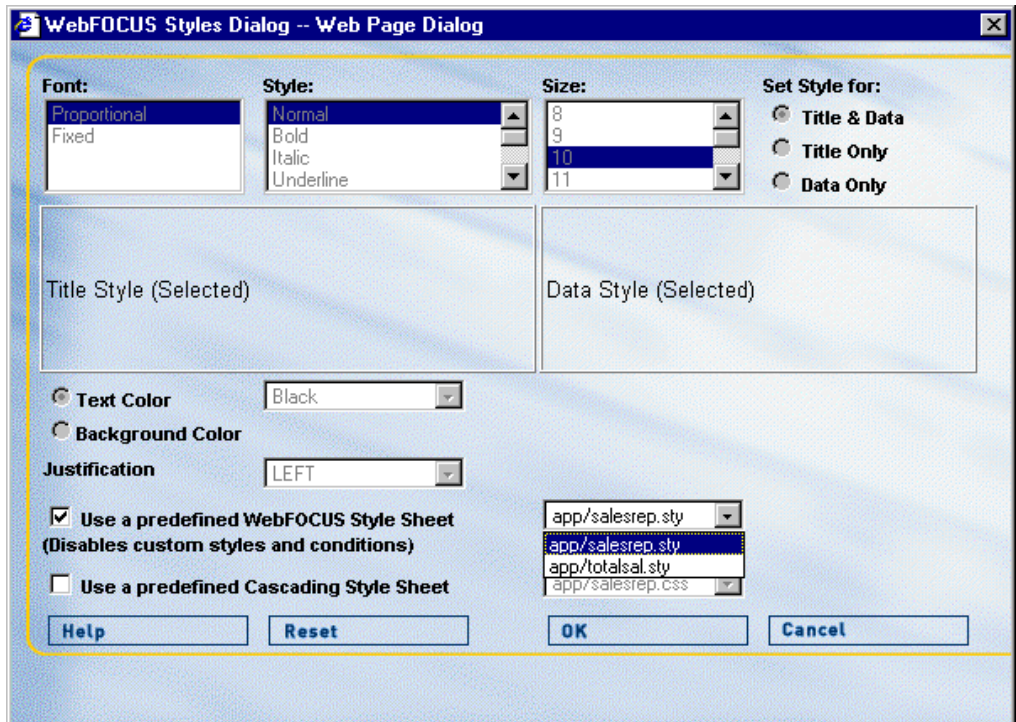 WebFOCUS Styles Dialog -- Web Page Dialog
Font: Style: Size: Set Style for:
Proportional Normal 8 Title & Data
Fixed Bold 9 Title Only
Italic 10 Data Only
Underline 11
Title Style (Selected) Data Style (Selected)
Text Color Black
Background Color
Justification LEFT
Use a predefined WebFOCUS Style Sheet app/salesrep.sty
(Disables custom styles and conditions) app/salesrep.sty
app/totalsal.sty
Use a predefined Cascading Style Sheet app/salesrep.css
Help Reset OK Cancel